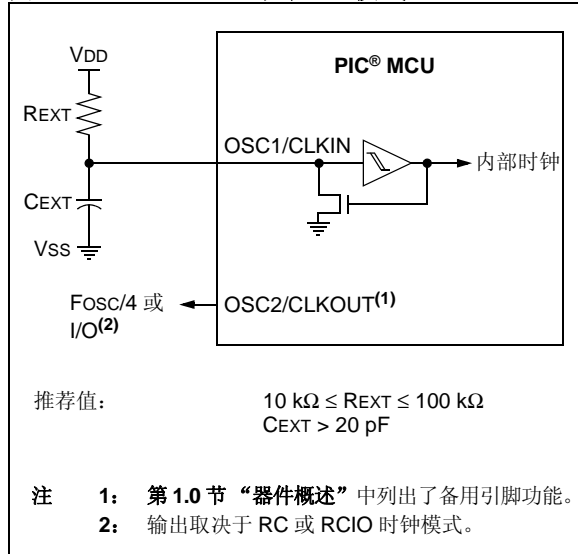 VDD
PIC® MCU
REXT
OSC1/CLKIN
内部时钟
CEXT
VSS
FOSC/4 或
I/O(2)
OSC2/CLKOUT(1)
推荐值:
10 kΩ ≤ REXT ≤ 100 kΩ
CEXT > 20 pF
注 1: 第 1.0 节“器件概述”中列出了备用引脚功能。
2: 输出取决于 RC 或 RCIO 时钟模式。